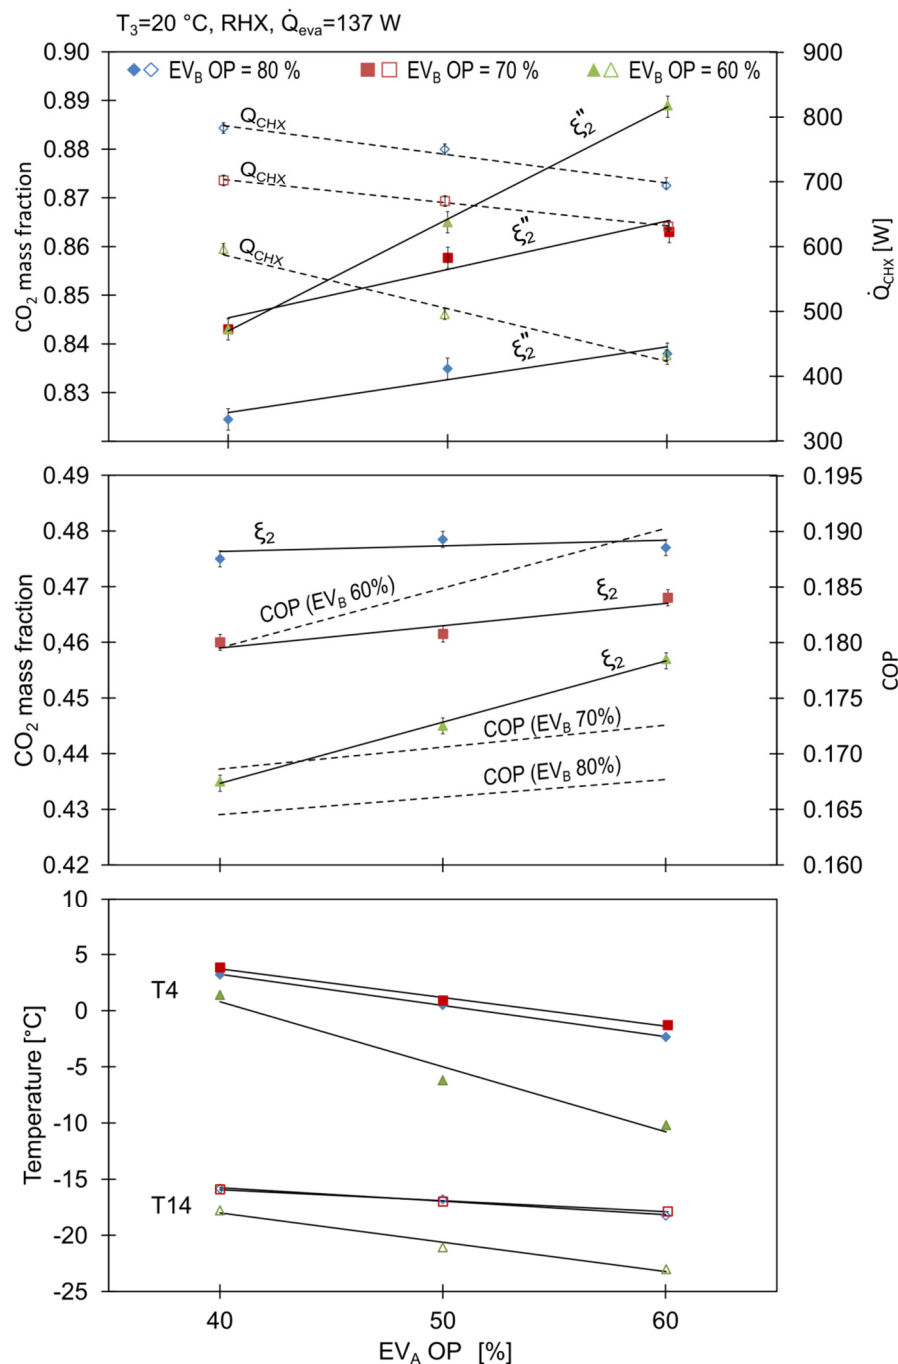 T₃=20 °C, RHX, Q̇eva=137 W
0.90
0.89
0.88
0.87
0.86
0.85
0.84
0.83
CO₂ mass fraction
EVB OP = 80 %
EVB OP = 70 %
EVB OP = 60 %
QCHX
QCHX
QCHX
ξ₂''
ξ₂''
ξ₂''
900
800
700
600
500
400
300
Q̇CHX [W]
0.49
0.48
0.47
0,46
0.45
0,44
0.43
0.42
CO₂ mass fraction
ξ₂
COP (EVB 60%)
ξ₂
ξ₂
COP (EVB 70%)
COP (EVB 80%)
0.195
0.190
0.185
0.180
0.175
0.170
0.165
0.160
COP
10
5
0
-5
-10
-15
-20
-25
Temperature [°C]
T4
T14
40
50
60
EVA OP [%]